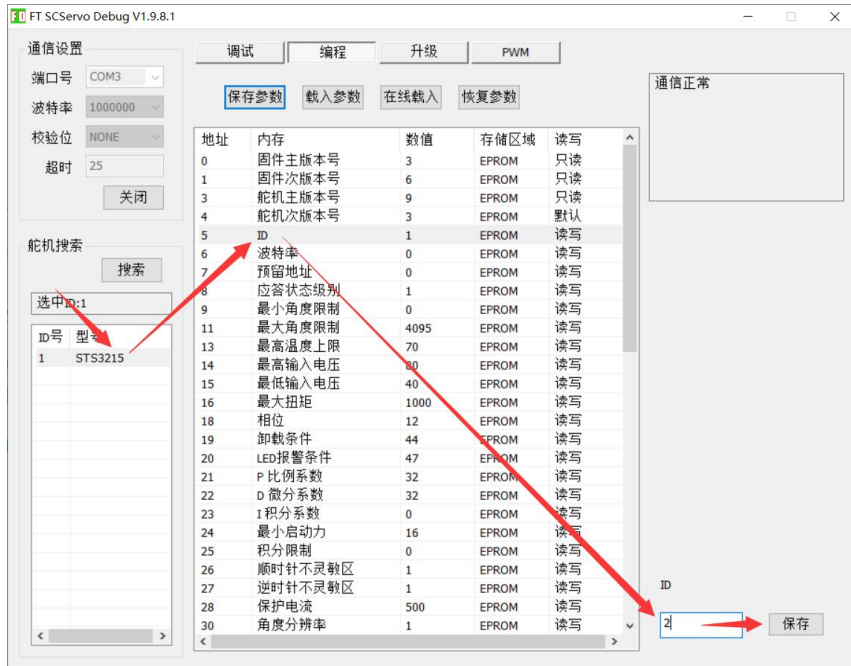 FT SCServo Debug V1.9.8.1
通信设置
端口号 COM3
波特率 1000000
校验位 NONE
超时 25
关闭
舵机搜索
搜索
选中ID:1
ID号 型号
1 STS3215
调试 编程 升级 PWM
保存参数 载入参数 在线载入 恢复参数
地址 内存 数值 存储区域 读写
0 固件主版本号 3 EPROM 只读
1 固件次版本号 6 EPROM 只读
3 舵机主版本号 9 EPROM 只读
4 舵机次版本号 3 EPROM 默认
5 ID 1 EPROM 读写
6 波特率 0 EPROM 读写
7 预留地址 0 EPROM 读写
8 应答状态级别 1 EPROM 读写
9 最小角度限制 0 EPROM 读写
11 最大角度限制 4095 EPROM 读写
13 最高温度上限 70 EPROM 读写
14 最高输入电压 80 EPROM 读写
15 最低输入电压 40 EPROM 读写
16 最大扭矩 1000 EPROM 读写
18 相位 12 EPROM 读写
19 卸载条件 44 EPROM 读写
20 LED报警条件 47 EPROM 读写
21 P 比例系数 32 EPROM 读写
22 D 微分系数 32 EPROM 读写
23 I 积分系数 0 EPROM 读写
24 最小启动力 16 EPROM 读写
25 积分限制 0 EPROM 读写
26 顺时针不灵敏区 1 EPROM 读写
27 逆时针不灵敏区 1 EPROM 读写
28 保护电流 500 EPROM 读写
30 角度分辨率 1 EPROM 读写
通信正常
ID
2 保存